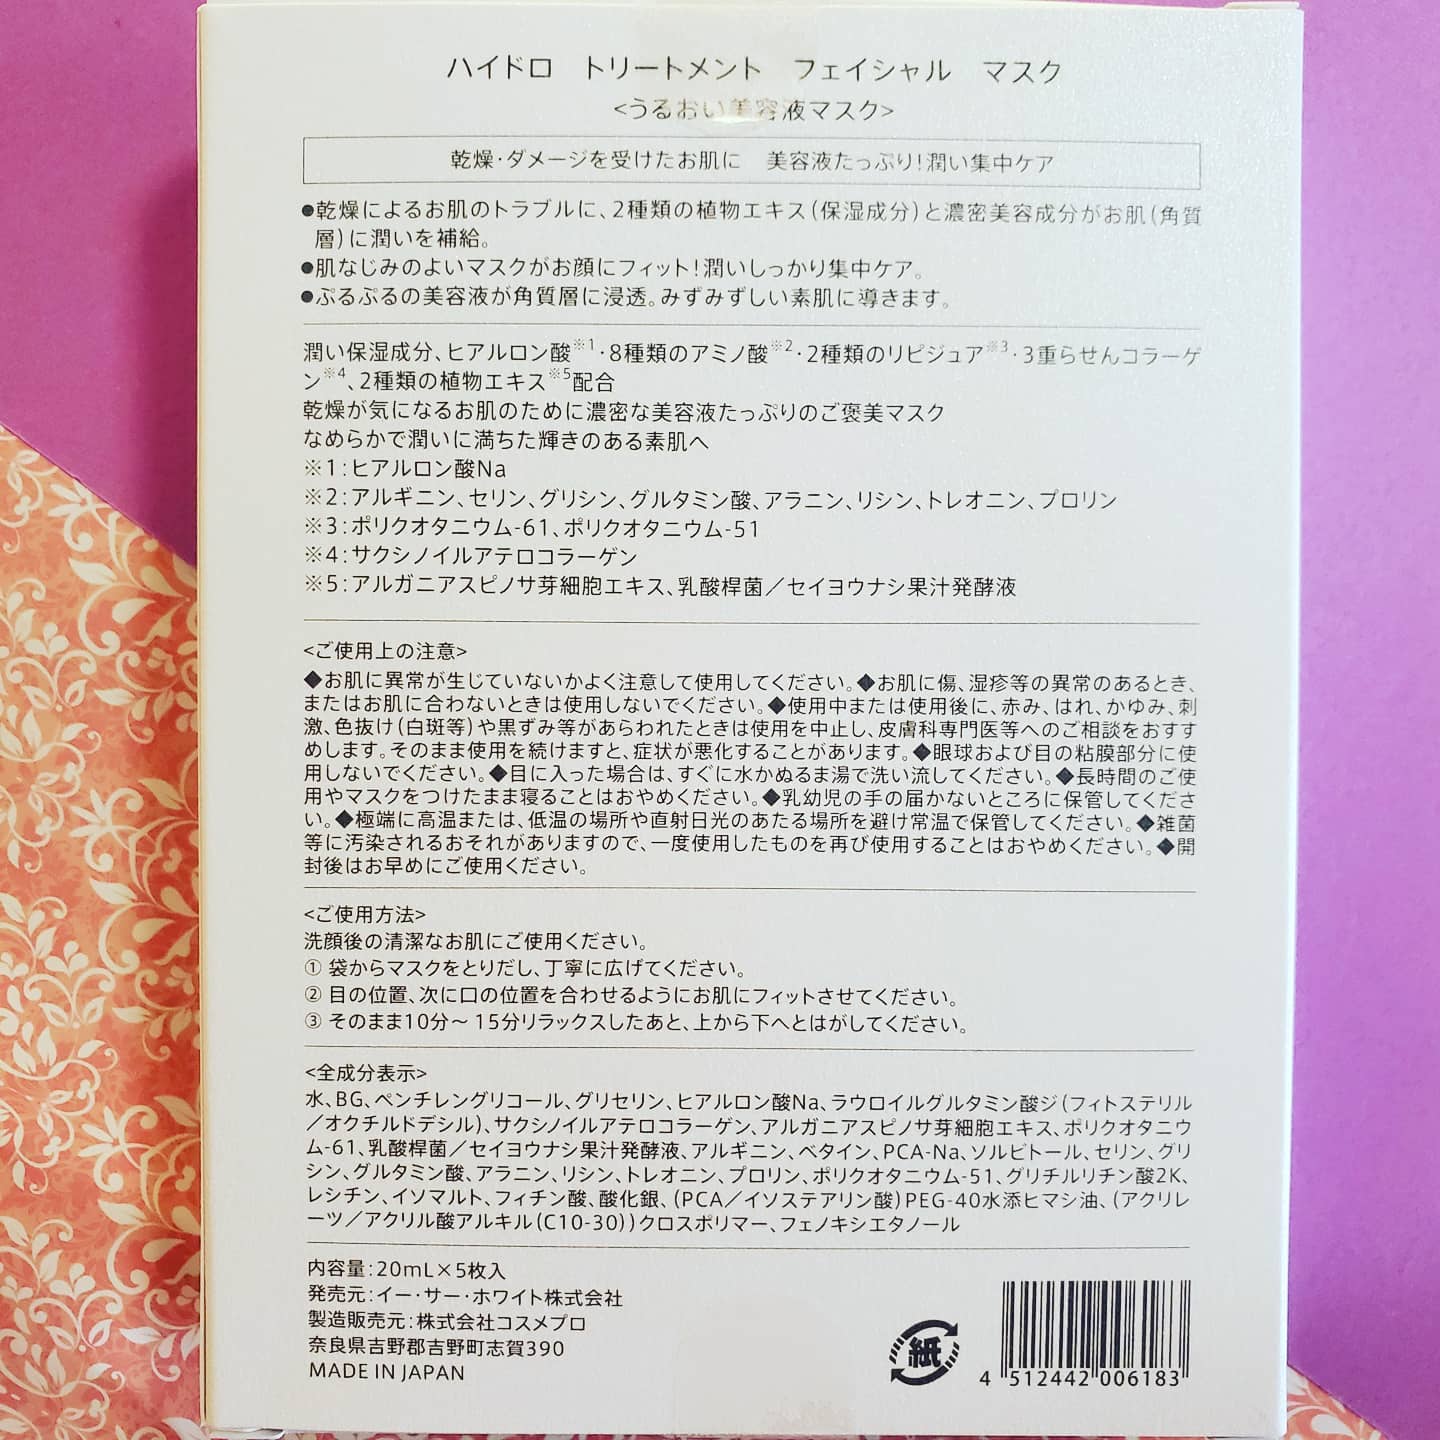 ハイドロ トリートメント フェイシャル マスク
<うるおい美容液マスク>
乾燥・ダメージを受けたお肌に 美容液たっぷり!潤い集中ケア
●乾燥によるお肌のトラブルに、2種類の植物エキス(保湿成分)と濃密美容成分がお肌(角質
層)に潤いを補給。
●肌なじみのよいマスクがお顔にフィット!潤いしっかり集中ケア。
●ぷるぷるの美容液が角質層に浸透。みずみずしい素肌に導きます。
潤い保湿成分、ヒアルロン酸※1・8種類のアミノ酸※2・2種類のリピジュア※3・3重らせんコラーゲ
ン※4、2種類の植物エキス※5配合
乾燥が気になるお肌のために濃密な美容液たっぷりのご褒美マスク
なめらかで潤いに満ちた輝きのある素肌へ
※1:ヒアルロン酸Na
※2:アルギニン、セリン、グリシン、グルタミン酸、アラニン、リシン、トレオニン、プロリン
※3:ポリクオタニウム-61、ポリクオタニウム-51
※4:サクシノイルアテロコラーゲン
※5:アルガニアスピノサ芽細胞エキス、乳酸桿菌/セイヨウナシ果汁発酵液
<ご使用上の注意>
◆お肌に異常が生じていないかよく注意して使用してください。◆お肌に傷、湿疹等の異常のあるとき、
またはお肌に合わないときは使用しないでください。◆使用中または使用後に、赤み、はれ、かゆみ、刺
激、色抜け(白斑等)や黒ずみ等があらわれたときは使用を中止し、皮膚科専門医等へのご相談をおすす
めします。そのまま使用を続けますと、症状が悪化することがあります。◆眼球および目の粘膜部分に使
用しないでください。◆目に入った場合は、すぐに水かぬるま湯で洗い流してください。◆長時間のご使
用やマスクをつけたまま寝ることはおやめください。◆乳幼児の手の届かないところに保管してくださ
い。◆極端に高温または、低温の場所や直射日光のあたる場所を避け常温で保管してください。◆雑菌
等に汚染されるおそれがありますので、一度使用したものを再び使用することはおやめください。◆開
封後はお早めにご使用ください。
<ご使用方法>
洗顔後の清潔なお肌にご使用ください。
① 袋からマスクをとりだし、丁寧に広げてください。
② 目の位置、次に口の位置を合わせるようにお肌にフィットさせてください。
③ そのまま10分～15分リラックスしたあと、上から下へとはがしてください。
<全成分表示>
水、BG、ペンチレングリコール、グリセリン、ヒアルロン酸Na、ラウロイルグルタミン酸ジ(フィトステリル
/オクチルドデシル)、サクシノイルアテロコラーゲン、アルガニアスピノサ芽細胞エキス、ポリクオタニウ
ム-61、乳酸桿菌/セイヨウナシ果汁発酵液、アルギニン、ベタイン、PCA-Na、ソルビトール、セリン、グリ
シン、グルタミン酸、アラニン、リシン、トレオニン、プロリン、ポリクオタニウム-51、グリチルリチン酸2K、
レシチン、イソマルト、フィチン酸、酸化銀、(PCA/イソステアリン酸)PEG-40水添ヒマシ油、(アクリレ
ーツ/アクリル酸アルキル(C10-30))クロスポリマー、フェノキシエタノール
内容量:20mL×5枚入
発売元:イー・サー・ホワイト株式会社
製造販売元:株式会社コスメプロ
奈良県吉野郡吉野町志賀390
MADE IN JAPAN
紙
4 512442 006183